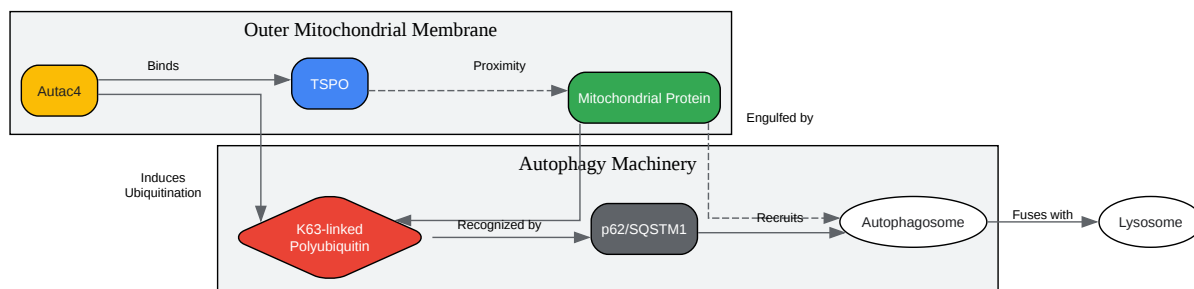 Outer Mitochondrial Membrane
Binds
Proximity
Autac4
TSPO
Mitochondrial Protein
Engulfed by
Autophagy Machinery
Induces
Ubiquitination
K63-linked
Polyubiquitin
Recognized by
p62/SQSTM1
Recruits
Autophagosome
Fuses with
Lysosome